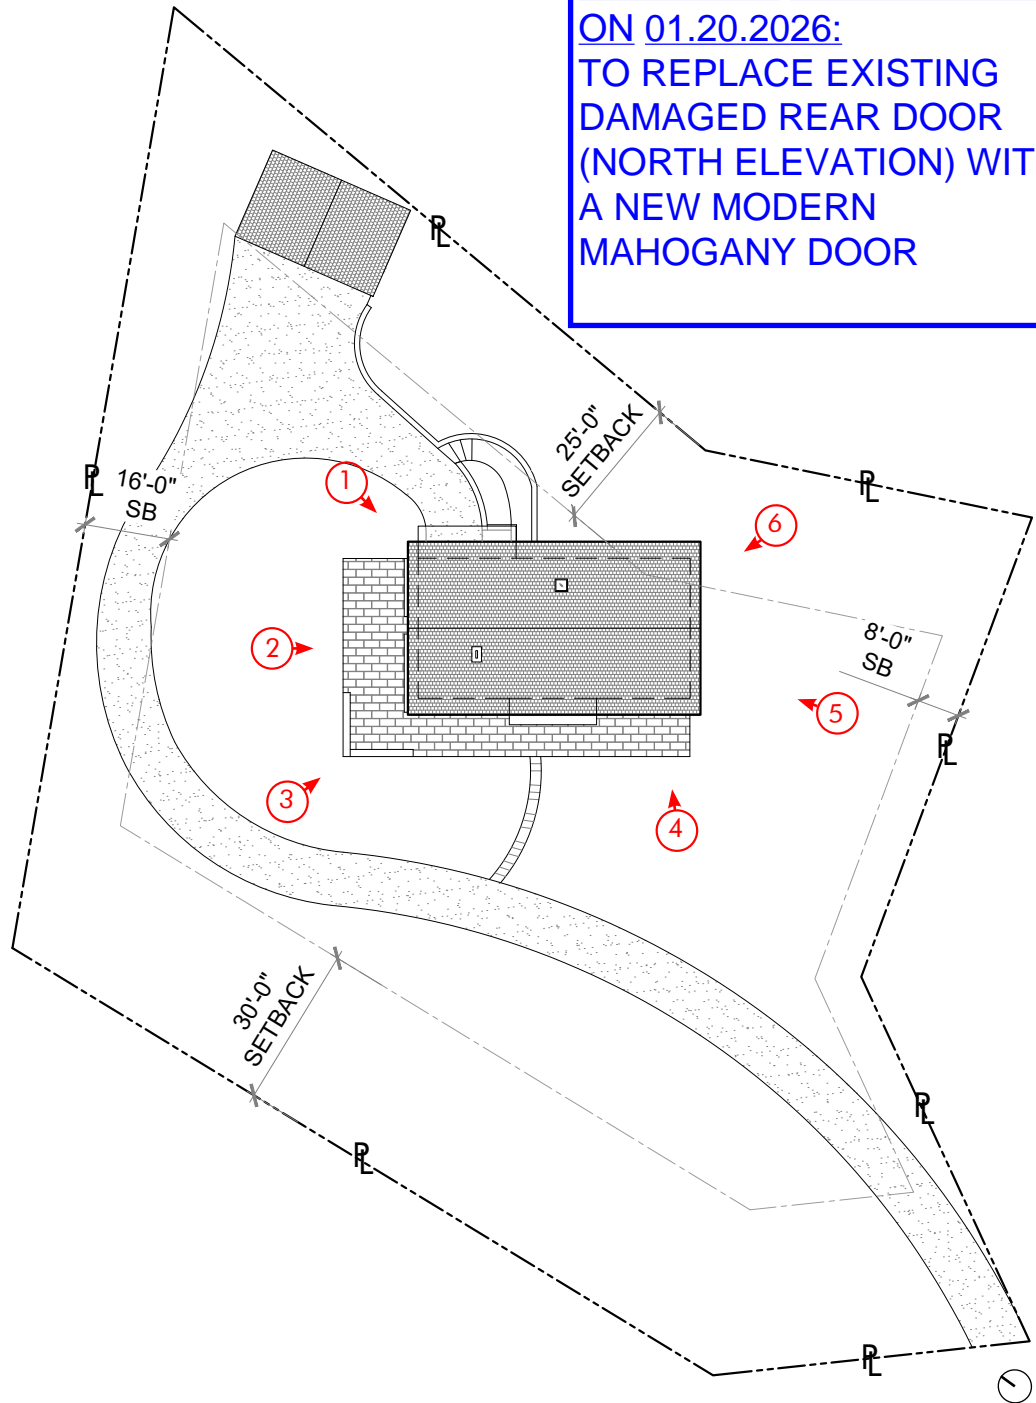 ON 01.20.2026:
TO REPLACE EXISTING
DAMAGED REAR DOOR
(NORTH ELEVATION) WIT
A NEW MODERN
MAHOGANY DOOR
PL
25'-0"
SETBACK
PL
PL
16'-0"
SB
1
6
2
8'-0"
SB
5
PL
3
4
30'-0"
SETBACK
PL
PL
PL